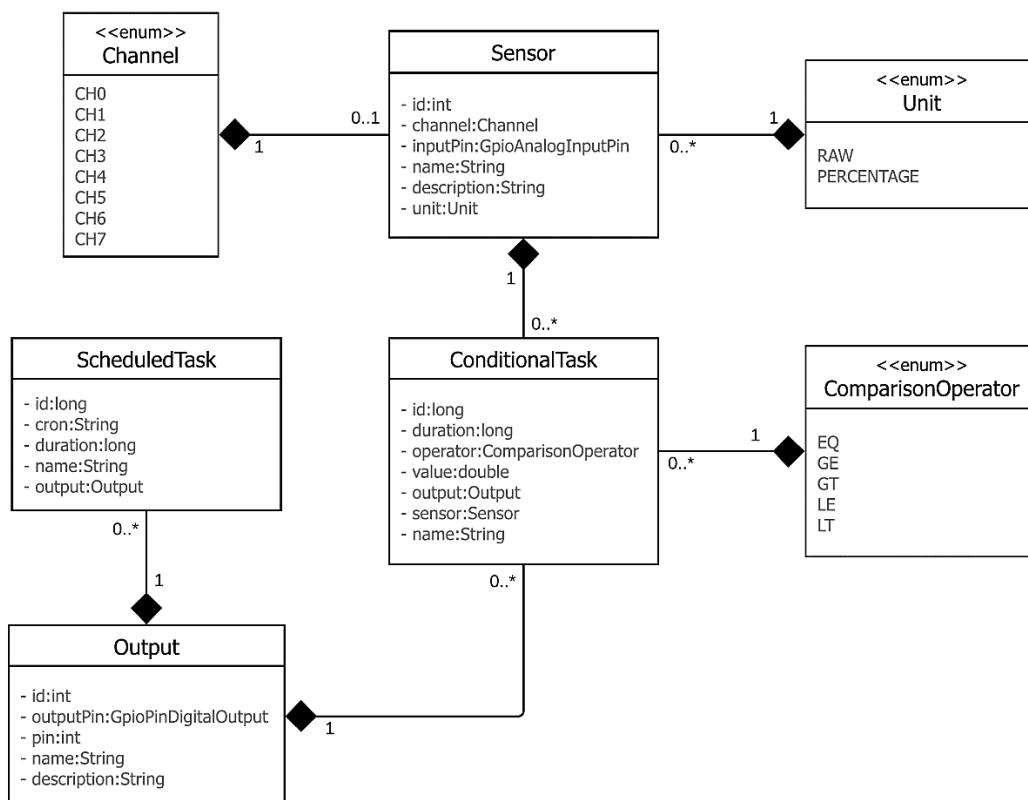 <<enum>>
Channel
CH0
CH1
CH2
CH3
CH4
CH5
CH6
CH7
1
0..1
Sensor
- id:int
- channel:Channel
- inputPin:GpioAnalogInputPin
- name:String
- description:String
- unit:Unit
0..*
1
<<enum>>
Unit
RAW
PERCENTAGE
1
0..*
ScheduledTask
- id:long
- cron:String
- duration:long
- name:String
- output:Output
0..*
1
ConditionalTask
- id:long
- duration:long
- operator:ComparisonOperator
- value:double
- output:Output
- sensor:Sensor
- name:String
0..*
1
<<enum>>
ComparisonOperator
EQ
GE
GT
LE
LT
0..*
1
Output
- id:int
- outputPin:GpioPinDigitalOutput
- pin:int
- name:String
- description:String